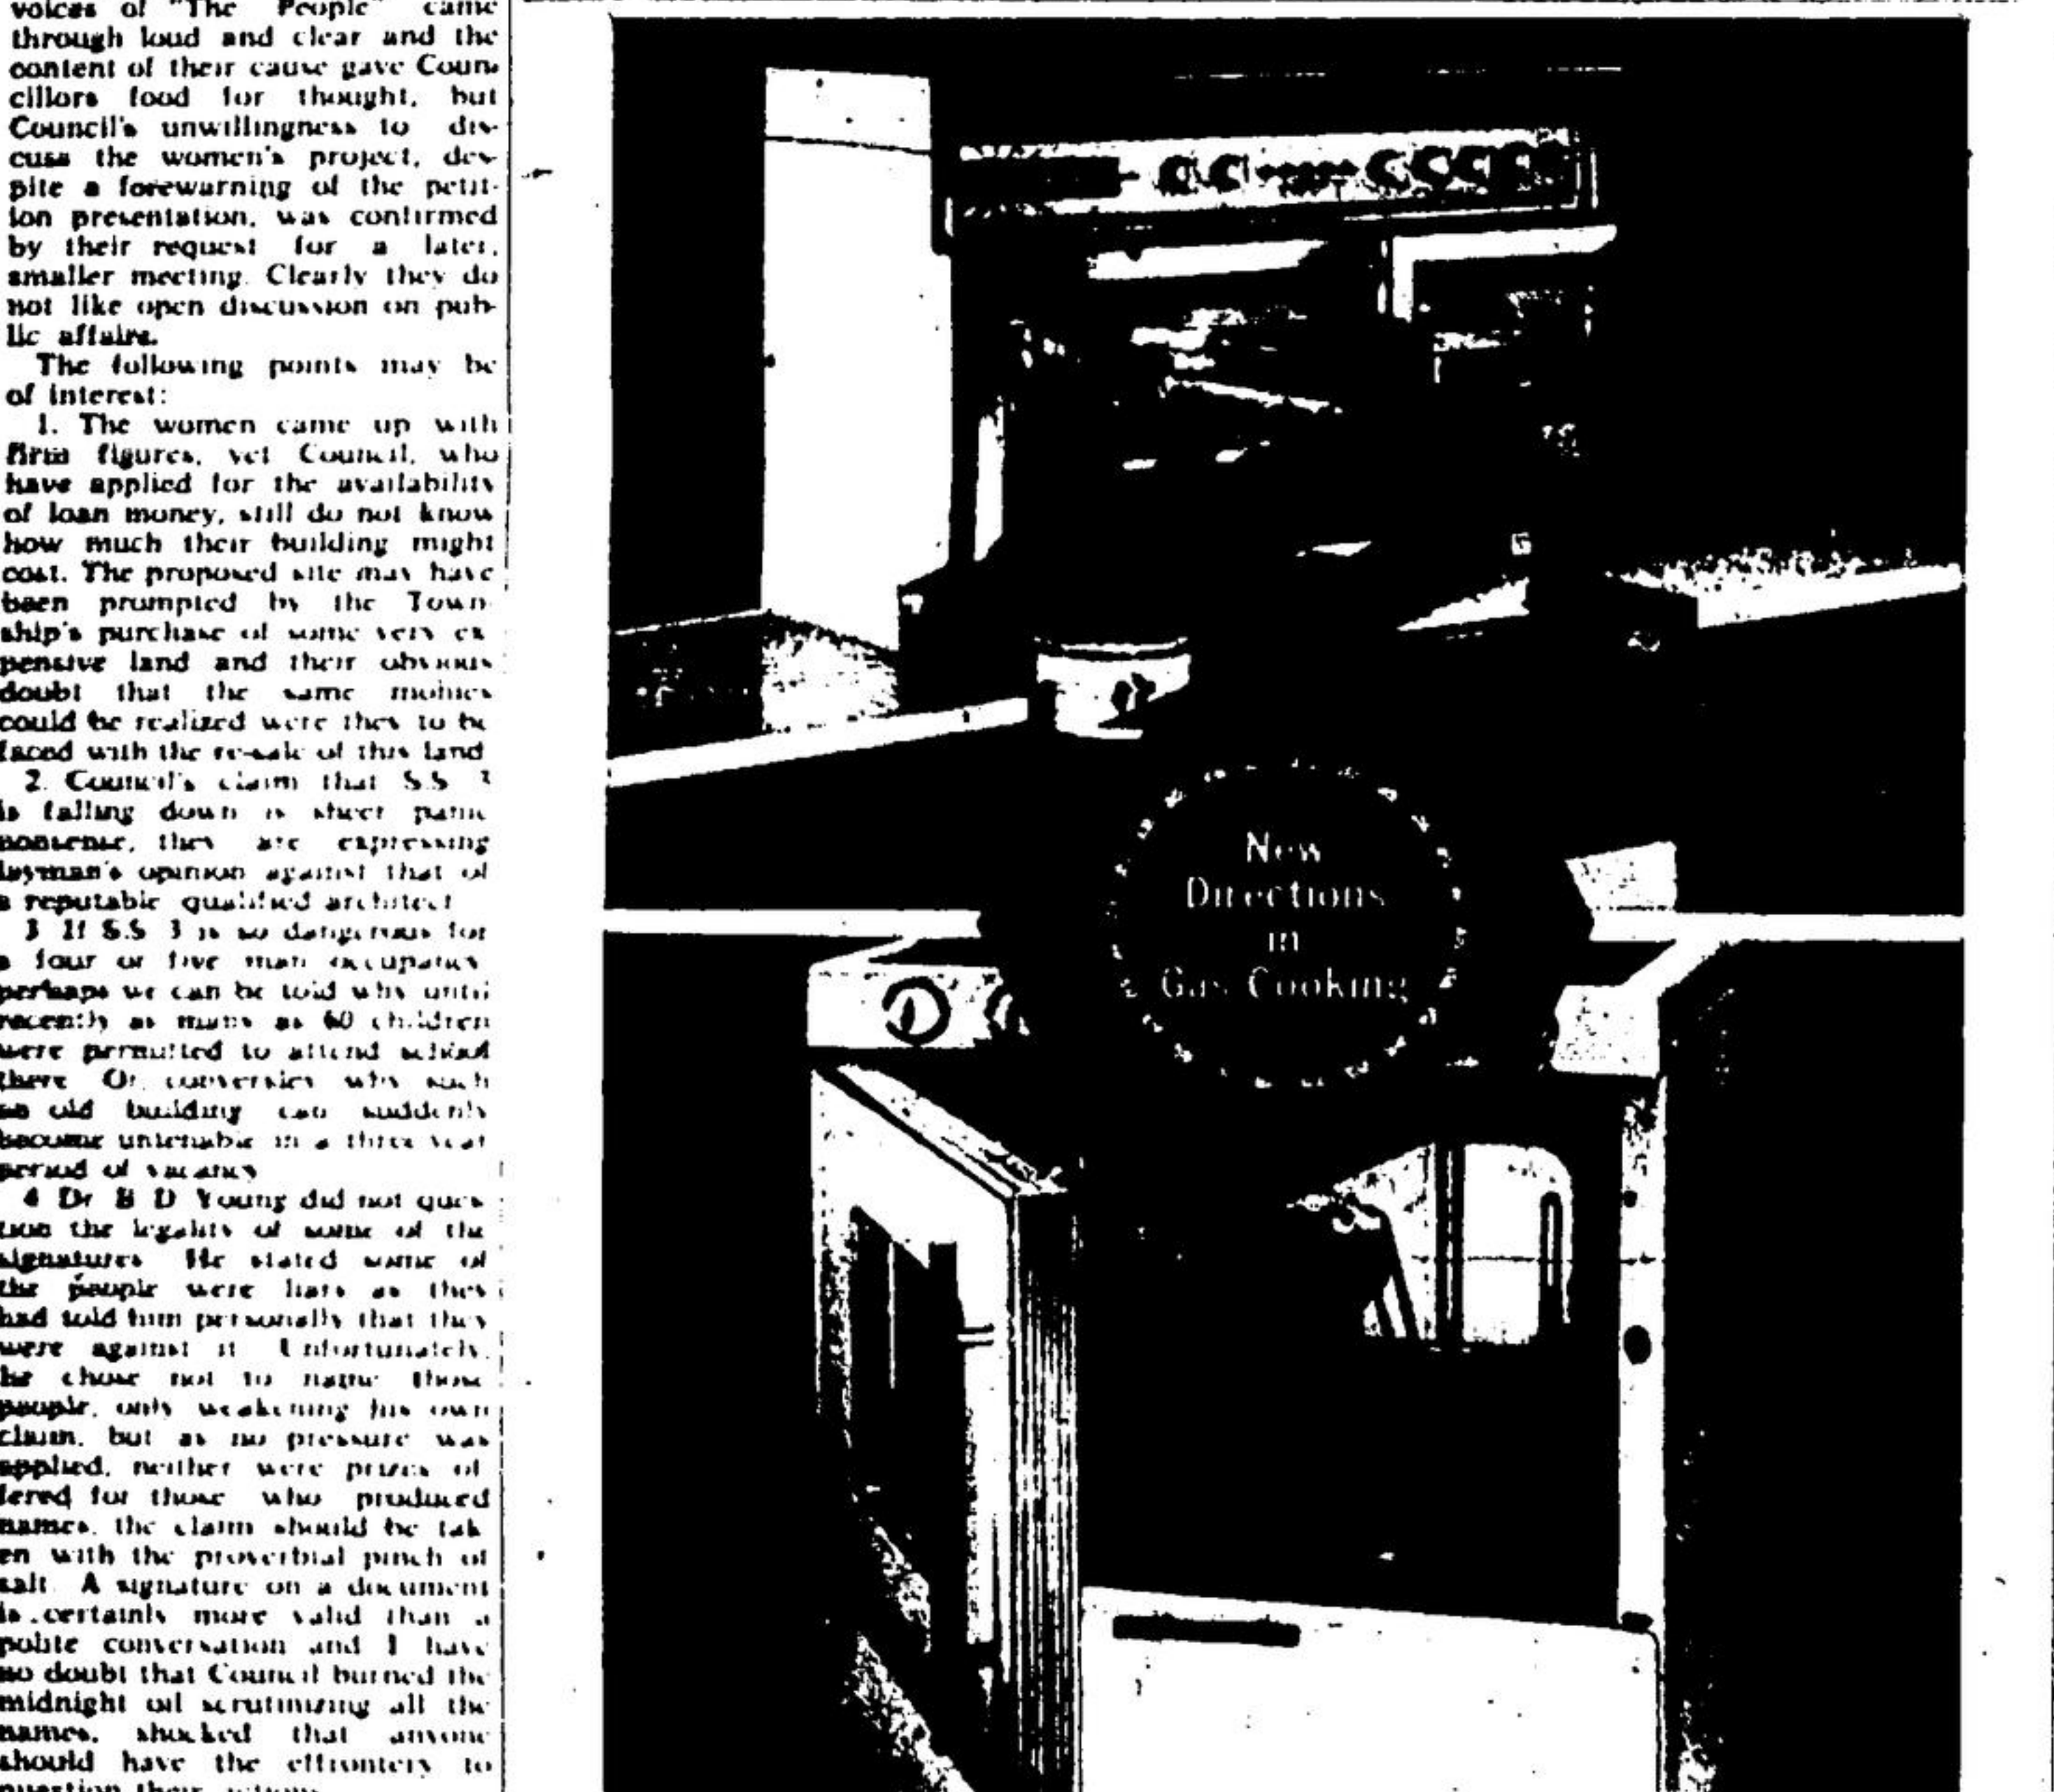 voices of "The People" came
through loud and clear and the
content of their cause gave Coun-
cillors food for thought, but
Council's unwillingness to dis-
cuss the women's project, des-
pite a forewarning of the petit-
ion presentation, was confirmed
by their request for a later,
smaller meeting. Clearly they do
not like open discussion on pub-
lic affairs.
The following points may be
of interest:
1. The women came up with
firm figures, yet Council, who
have applied for the availability
of loan money, still do not know
how much their building might
cost. The proposed site may have
been prompted by the Town-
ship's purchase of some very ex
pensive land and their obvious
doubt that the same monies
could be realized were they to be
faced with the re-sale of this land
2. Council's claim that S.S 3
is falling down is sheer panic
nonsense, they are expressing
layman's opinion against that of
a reputable qualified architect
3 If S.S 3 is so dangerous for
a four or five man occupancy
perhaps we can be told why until
recently as many as 60 children
were permitted to attend school
there Or, conversley why such
an old building can suddenly
become untenable in a three year
period of vacancy
4 Dr B D Young did not ques
tion the legality of some of the
signatures He stated some of
the people were liars as they
had told him personally that they
were against it Unfortunately,
he chose not to name those
people, only weakening his own
claim, but as no pressure was
applied, neither were prizes of
fered for those who produced
names, the claim should be tak
en with the proverbial pinch of
salt. A signature on a document
is certainly more valid than a
polite conversation and I have
no doubt that Council burned the
midnight oil scrutinizing all the
names, shocked that anyone
should have the effrontery to
question their
New
Directions
in
Gas Cooking